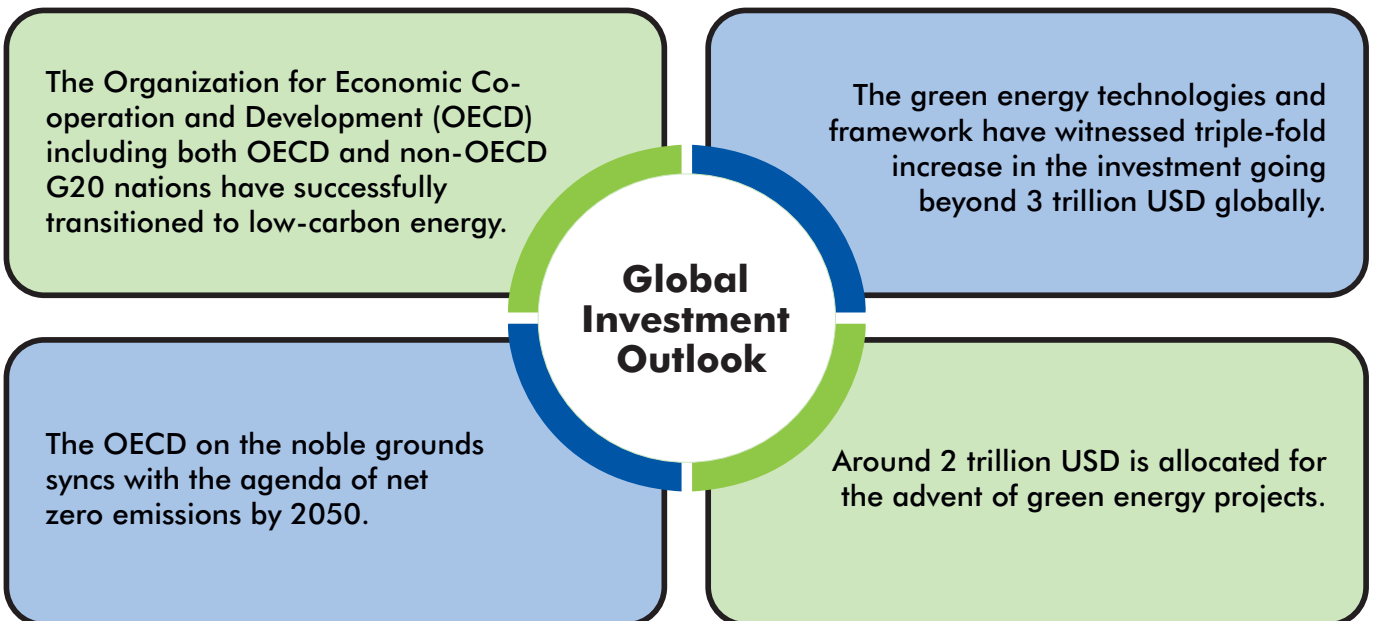 The Organization for Economic Co-
operation and Development (OECD)
including both OECD and non-OECD
G20 nations have successfully
transitioned to low-carbon energy.
The green energy technologies and
framework have witnessed triple-fold
increase in the investment going
beyond 3 trillion USD globally.
Global
Investment
Outlook
The OECD on the noble grounds
syncs with the agenda of net
zero emissions by 2050.
Around 2 trillion USD is allocated for
the advent of green energy projects.